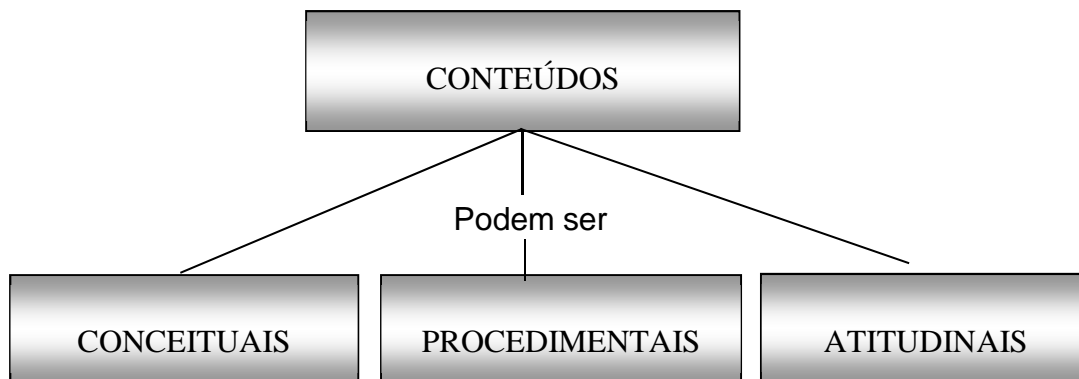 CONTEÚDOS
Podem ser
CONCEITUAIS
PROCEDIMENTAIS
ATITUDINAIS